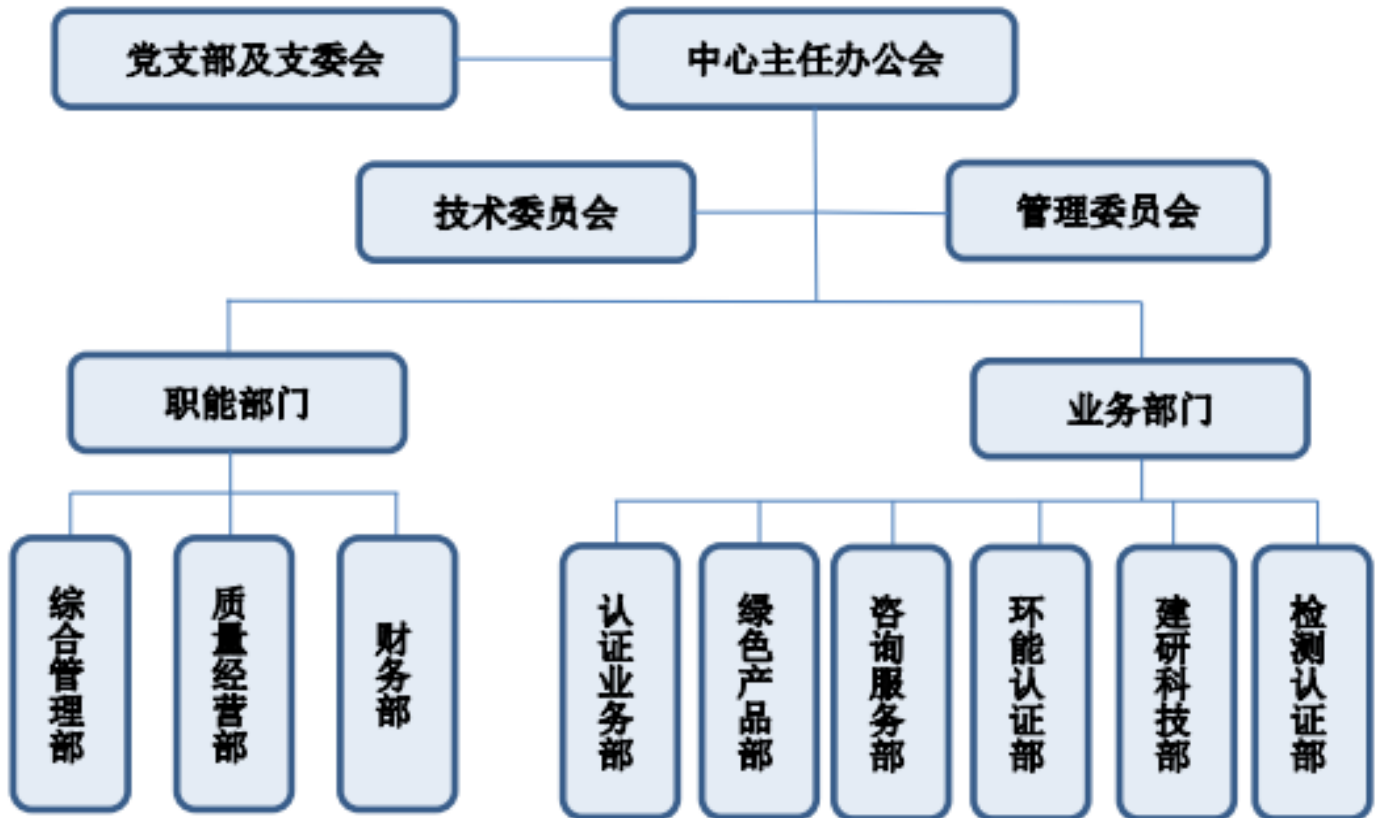 党支部及支委会
中心主任办公会
技术委员会
管理委员会
职能部门
业务部门
综合管理部
质量经营部
财务部
认证业务部
绿色产品部
咨询服务部
环能认证部
建研科技部
检测认证部